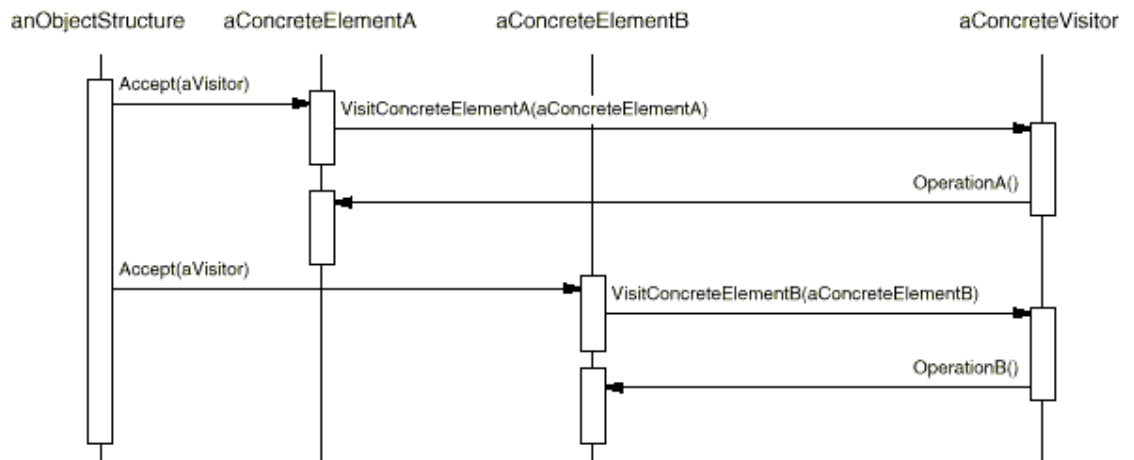 anObjectStructure aConcreteElementA aConcreteElementB aConcreteVisitor
Accept(aVisitor)
VisitConcreteElementA(aConcreteElementA)
OperationA()
Accept(aVisitor)
VisitConcreteElementB(aConcreteElementB)
OperationB()